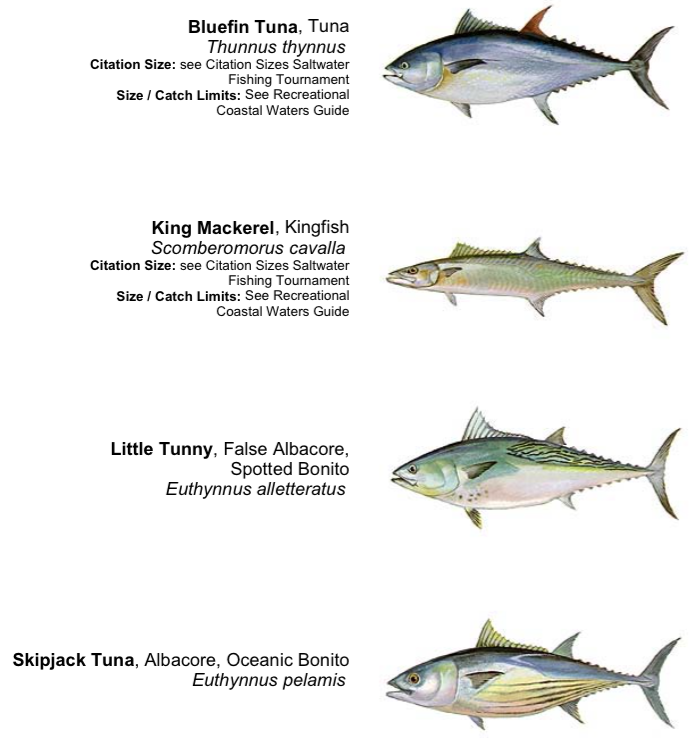 Bluefin Tuna, Tuna
Thunnus thynnus
Citation Size: see Citation Sizes Saltwater
Fishing Tournament
Size / Catch Limits: See Recreational
Coastal Waters Guide
King Mackerel, Kingfish
Scomberomorus cavalla
Citation Size: see Citation Sizes Saltwater
Fishing Tournament
Size / Catch Limits: See Recreational
Coastal Waters Guide
Little Tunny, False Albacore,
Spotted Bonito
Euthynnus alletteratus
Skipjack Tuna, Albacore, Oceanic Bonito
Euthynnus pelamis